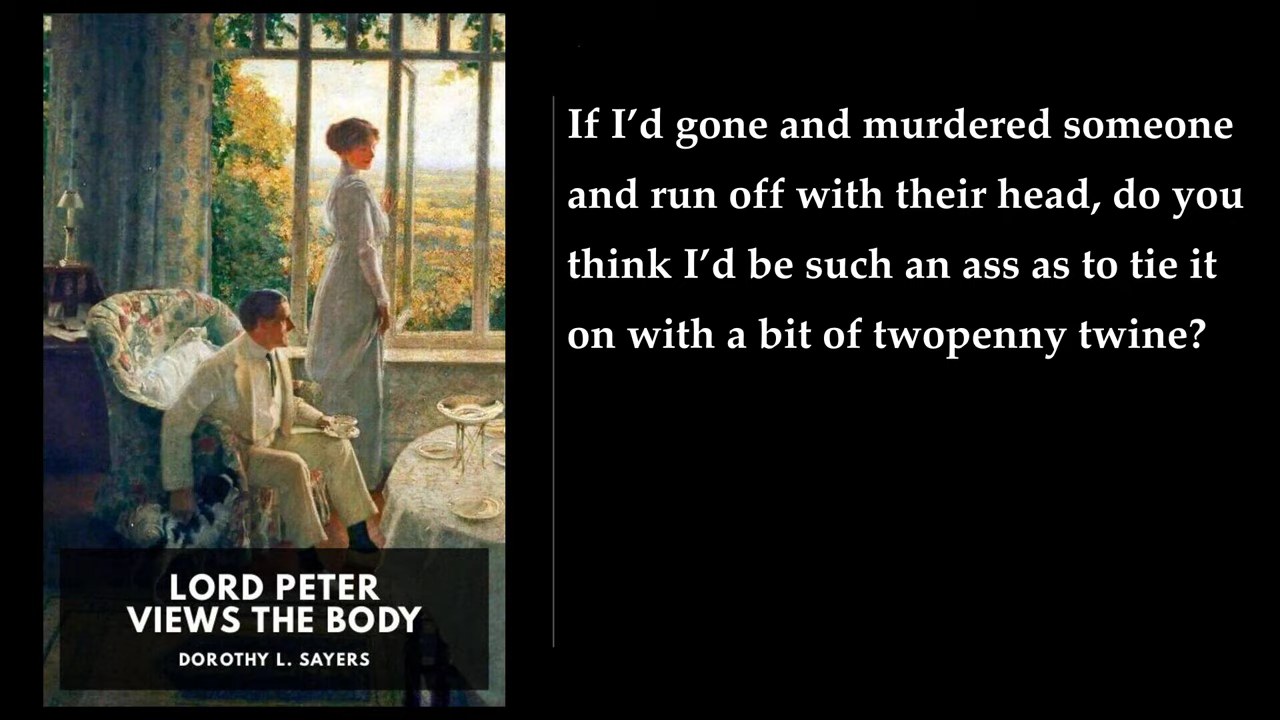 LORD PETER
VIEWS THE BODY
DOROTHY L. SAYERS
If I’d gone and murdered someone
and run off with their head, do you
think I’d be such an ass as to tie it
on with a bit of twopenny twine?